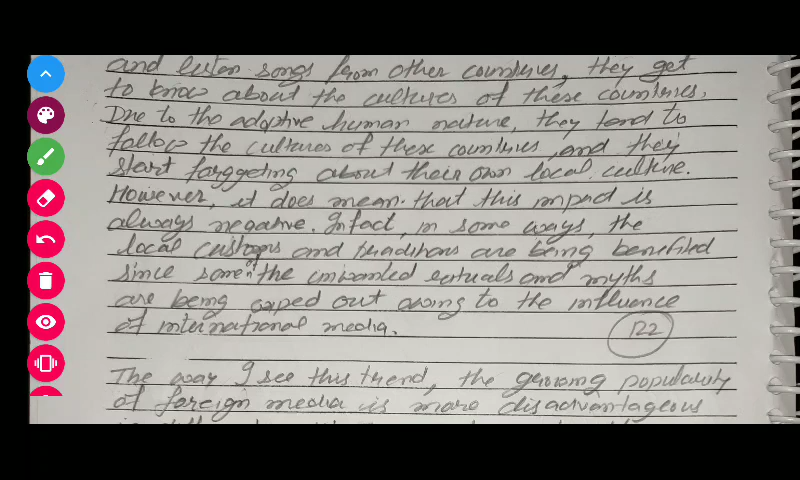 and listen songs from other countries, they get
to know about the cultures of these countries.
Due to the adoptive human nature, they tend to
follow the cultures of these countries, and they
start forggeting about their own local culture.
However, it does mean that this impact is
always negative. Infact, in some ways, the
local customs and traditions are being benefited
since some of the unwanted rituals and myths
are being wiped out owing to the influence
of international media.
122
The way I see this trend, the growing popularity
of foreign media is more disadvantageous